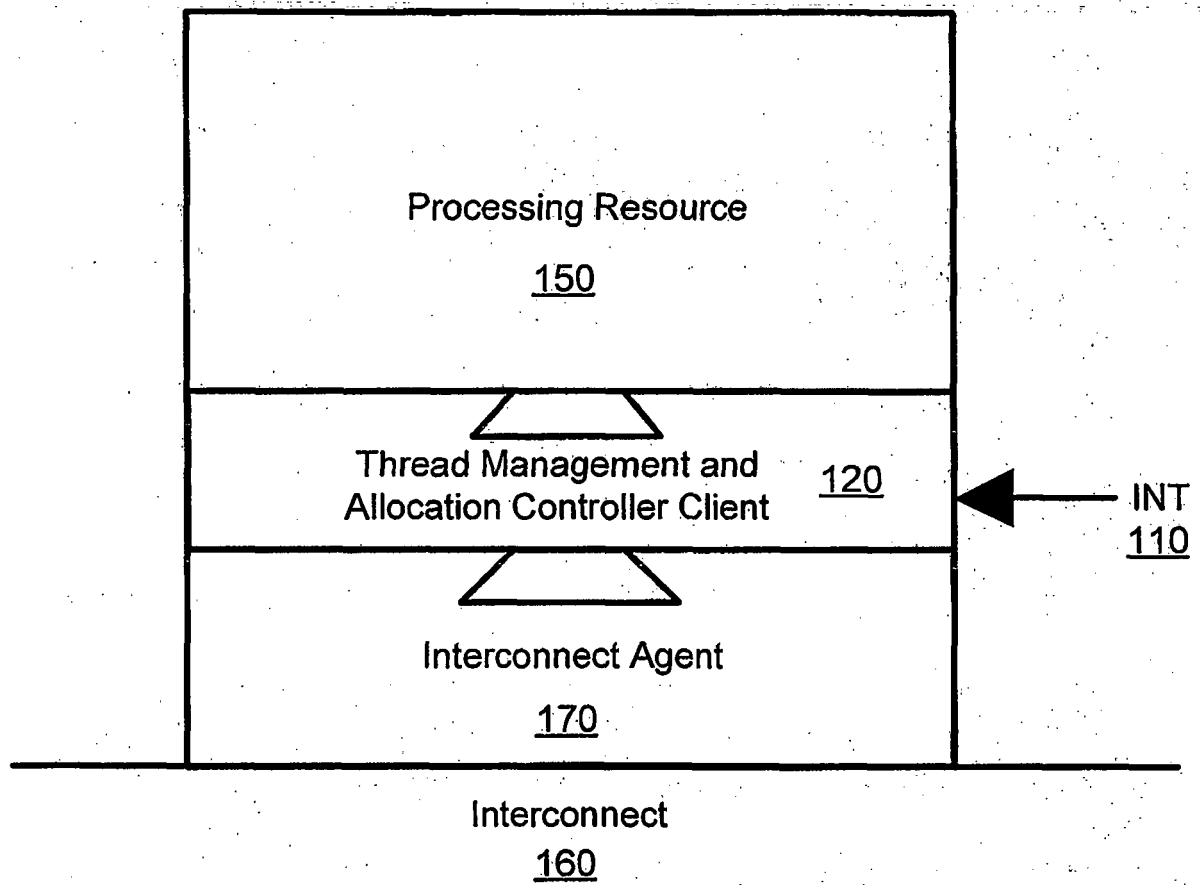 Processing Resource
150
Thread Management and
Allocation Controller Client
120
INT
110
Interconnect Agent
170
Interconnect
160